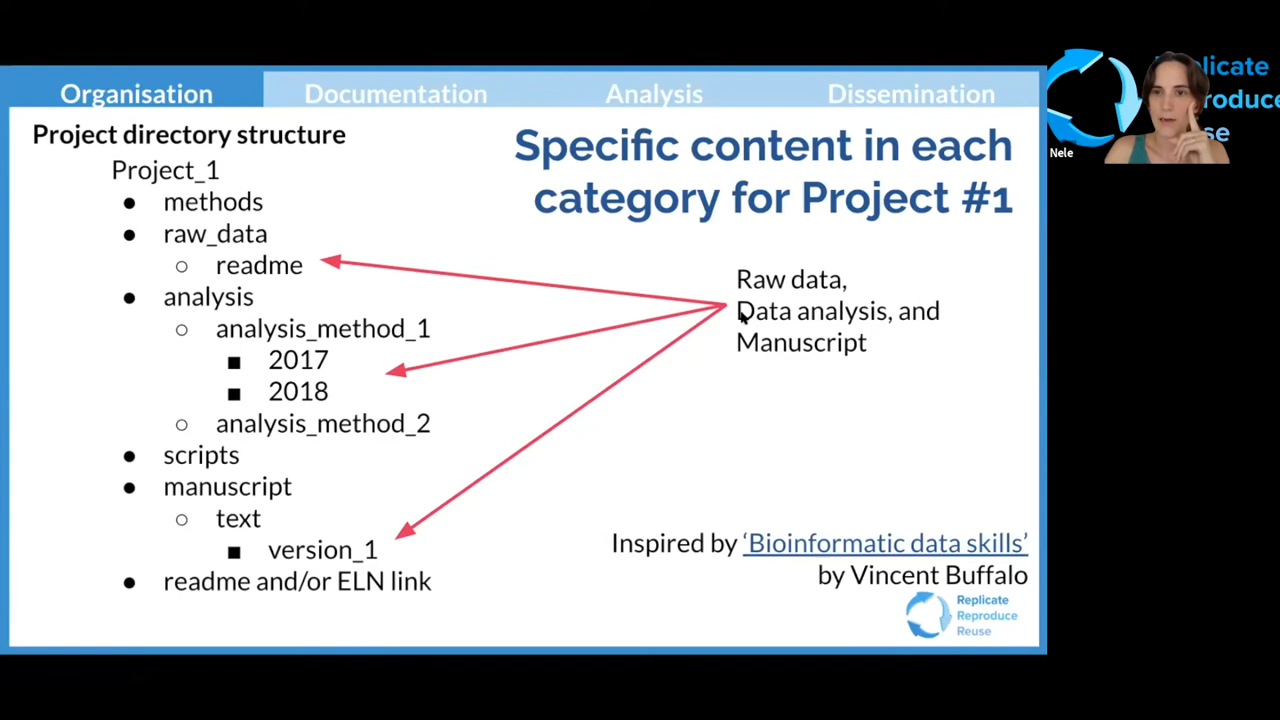 Organisation Documentation Analysis Dissemination
Project directory structure
Project_1
● methods
● raw_data
○ readme
● analysis
○ analysis_method_1
■ 2017
■ 2018
○ analysis_method_2
● scripts
● manuscript
○ text
■ version_1
● readme and/or ELN link
Specific content in each
category for Project #1
Raw data,
Data analysis, and
Manuscript
Inspired by ‘Bioinformatic data skills’
by Vincent Buffalo
Replicate
Reproduce
Reuse
Nele